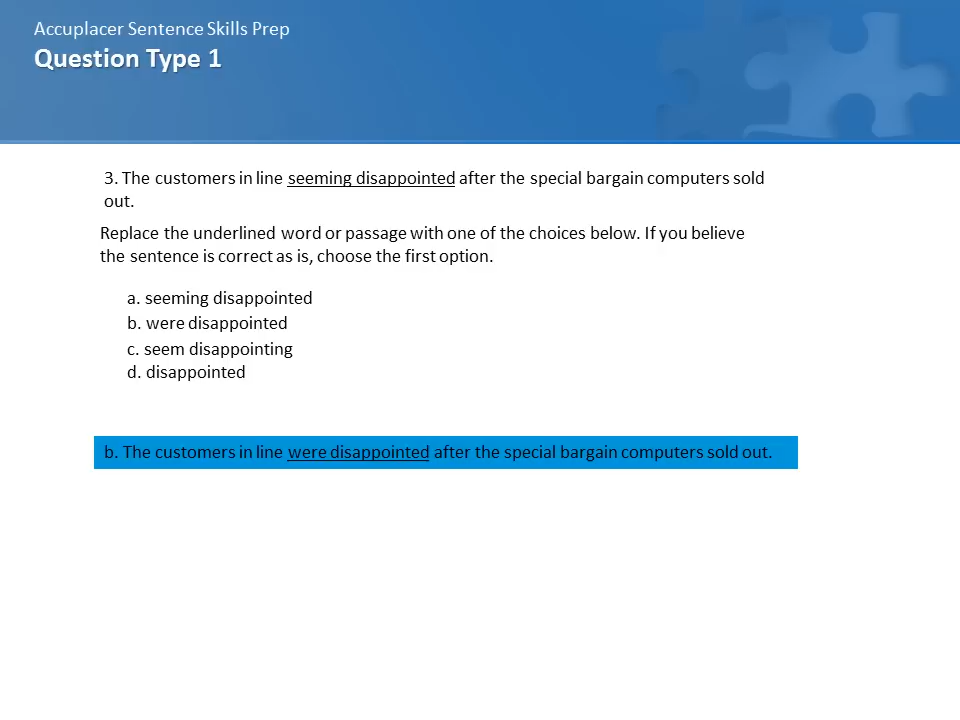 Accuplacer Sentence Skills Prep
Question Type 1
3. The customers in line seeming disappointed after the special bargain computers sold
out.
Replace the underlined word or passage with one of the choices below. If you believe
the sentence is correct as is, choose the first option.
a. seeming disappointed
b. were disappointed
c. seem disappointing
d. disappointed
b. The customers in line were disappointed after the special bargain computers sold out.